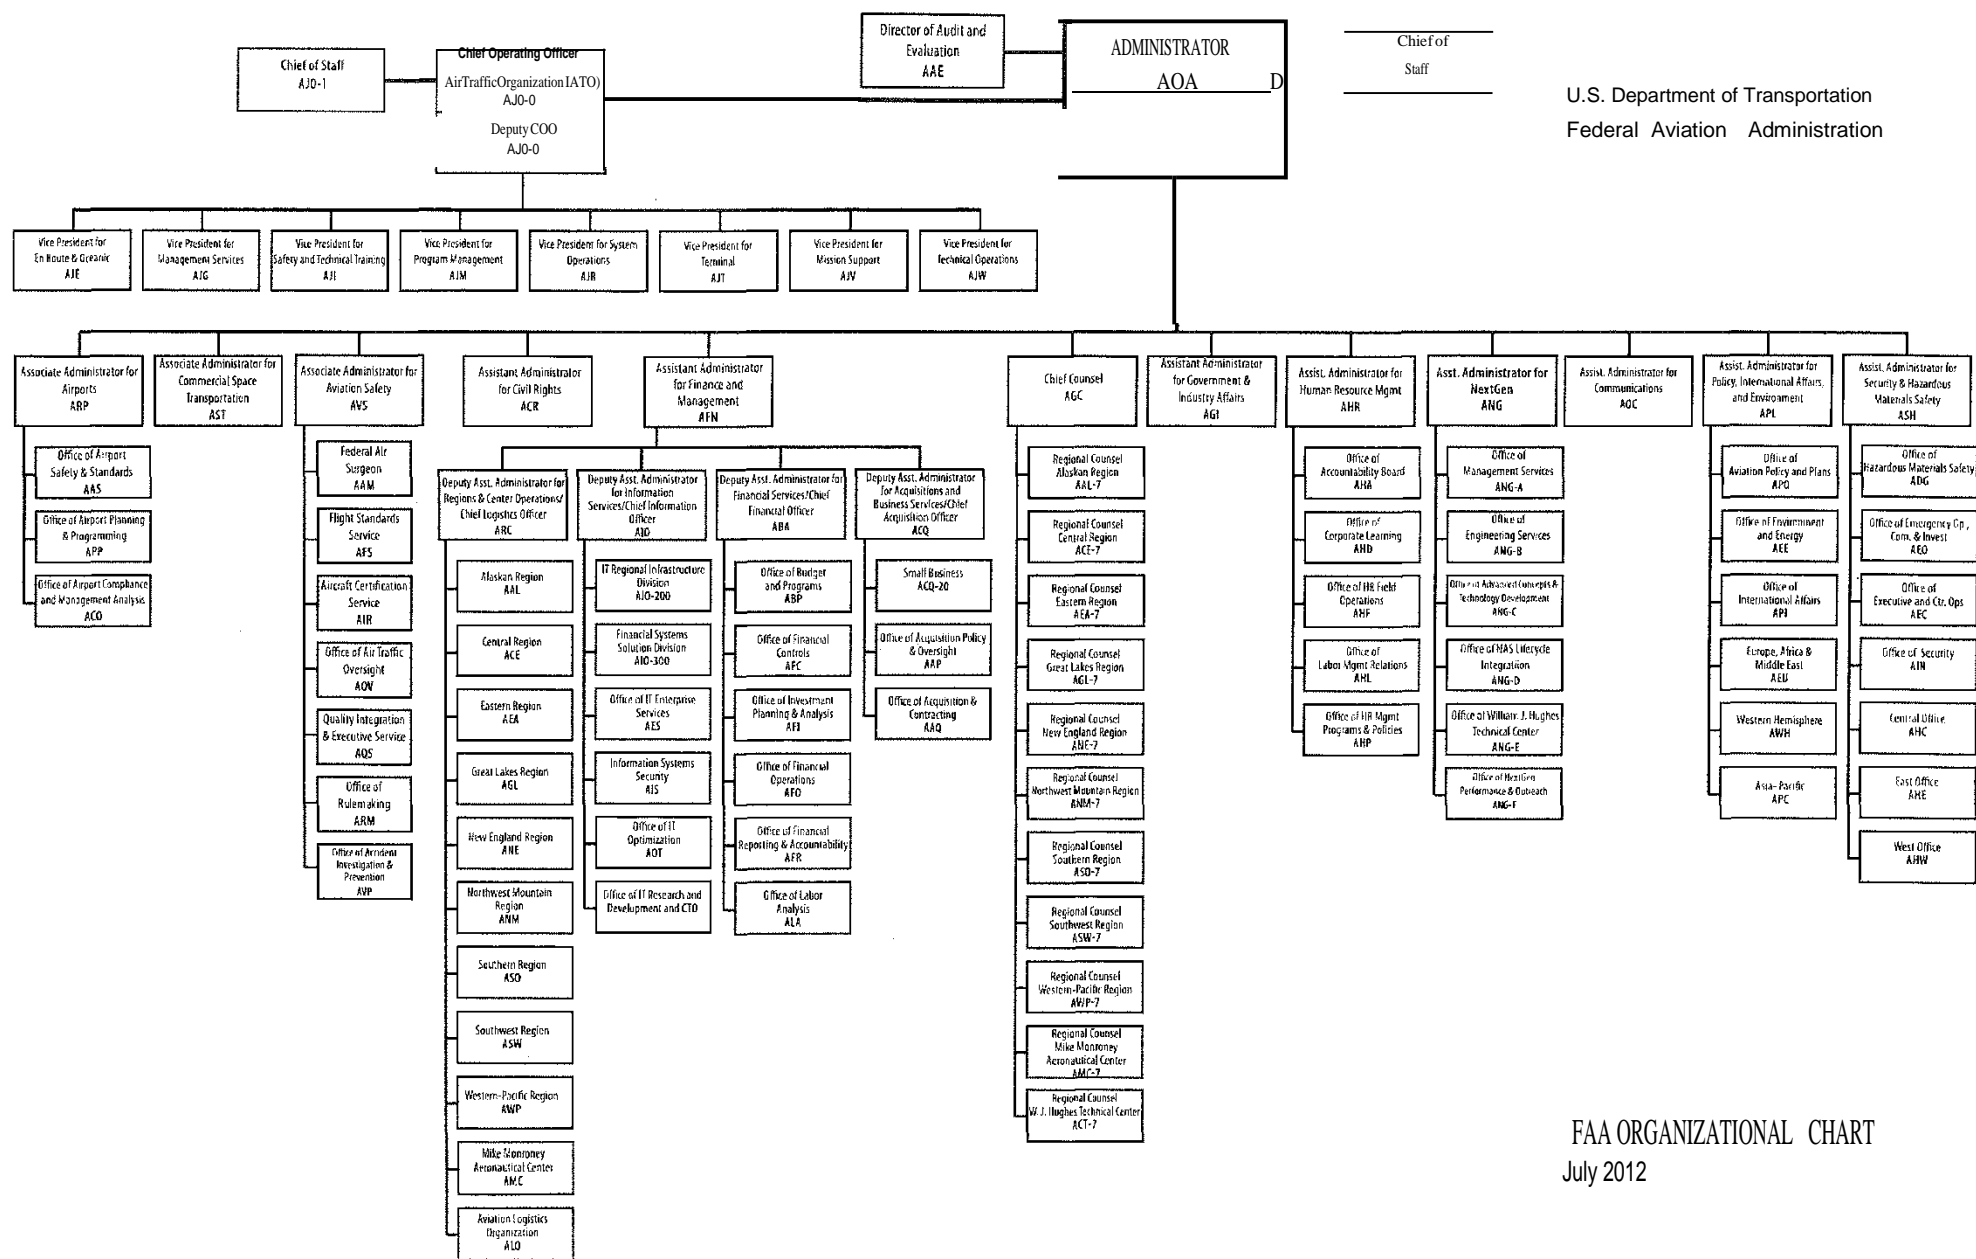 Director of Audit and
Evaluation
AAE
ADMINISTRATOR
AOA D
Chief of
Staff
U.S. Department of Transportation
Federal Aviation Administration
Chief of Staff
AJ0-1
Chief Operating Officer
AirTrafficOrganizationIATO)
AJ0-0
DeputyCOO
AJ0-0
Vice President for
En Route & Oceanic
AJE
Vice President for
Management Services
AJG
Vice President for
Safety and Technical Training
AJI
Vice President for
Program Management
AJM
Vice President for System
Operations
AJR
Vice President for
Terminal
AJT
Vice President for
Mission Support
AJV
Vice President for
Technical Operations
AJW
Associate Administrator for
Airports
ARP
Office of Airport
Safety & Standards
AAS
Office of Airport Planning
& Programming
APP
Office of Airport Compliance
and Management Analysis
ACO
Associate Administrator for
Commercial Space
Transportation
AST
Associate Administrator for
Aviation Safety
AVS
Federal Air
Surgeon
AAM
Flight Standards
Service
AFS
Aircraft Certification
Service
AIR
Office of Air Traffic
Oversight
AOV
Quality Integration
& Executive Service
AQS
Office of
Rulemaking
ARM
Office of Accident
Investigation &
Prevention
AVP
Assistant Administrator
for Civil Rights
ACR
Assistant Administrator
for Finance and
Management
AFN
Deputy Asst. Administrator for
Regions & Center Operations/
Chief Logistics Officer
ARC
Alaskan Region
AAL
Central Region
ACE
Eastern Region
AEA
Great Lakes Region
AGL
New England Region
ANE
Northwest Mountain
Region
ANM
Southern Region
ASO
Southwest Region
ASW
Western-Pacific Region
AWP
Mike Monroney
Aeronautical Center
AMC
Aviation Logistics
Organization
ALO
Deputy Asst. Administrator
for Information
Services/Chief Information
Officer
AIO
IT Regional Infrastructure
Division
AIO-200
Financial Systems
Solution Division
AIO-300
Office of IT Enterprise
Services
AES
Information Systems
Security
AIS
Office of IT
Optimization
AOT
Office of IT Research and
Development and CTO
Deputy Asst. Administrator for
Financial Services/Chief
Financial Officer
ABA
Office of Budget
and Programs
ABP
Office of Financial
Controls
AFC
Office of Investment
Planning & Analysis
AFI
Office of Financial
Operations
AFO
Office of Financial
Reporting & Accountability
AFR
Office of Labor
Analysis
ALA
Deputy Asst. Administrator
for Acquisitions and
Business Services/Chief
Acquisition Officer
ACQ
Small Business
ACQ-20
Office of Acquisition Policy
& Oversight
AAP
Office of Acquisition &
Contracting
AAQ
Chief Counsel
AGC
Regional Counsel
Alaskan Region
AAL-7
Regional Counsel
Central Region
ACE-7
Regional Counsel
Eastern Region
AEA-7
Regional Counsel
Great Lakes Region
AGL-7
Regional Counsel
New England Region
ANE-7
Regional Counsel
Northwest Mountain Region
ANM-7
Regional Counsel
Southern Region
ASO-7
Regional Counsel
Southwest Region
ASW-7
Regional Counsel
Western-Pacific Region
AWP-7
Regional Counsel
Mike Monroney
Aeronautical Center
AMC-7
Regional Counsel
W. J. Hughes Technical Center
ACT-7
Assistant Administrator
for Government &
Industry Affairs
AGI
Assist. Administrator for
Human Resource Mgmt
AHR
Office of
Accountability Board
AHA
Office of
Corporate Learning
AHD
Office of HR Field
Operations
AHF
Office of
Labor Mgmt Relations
AHL
Office of HR Mgmt
Programs & Policies
AHP
Asst. Administrator for
NextGen
ANG
Office of
Management Services
ANG-A
Office of
Engineering Services
ANG-B
Office of Advanced Concepts &
Technology Development
ANG-C
Office of NAS Lifecycle
Integration
ANG-D
Office of William J. Hughes
Technical Center
ANG-E
Office of NextGen
Performance & Outreach
ANG-F
Assist. Administrator for
Communications
AOC
Assist. Administrator for
Policy, International Affairs,
and Environment
APL
Office of
Aviation Policy and Plans
APO
Office of Environment
and Energy
AEE
Office of
International Affairs
API
Europe, Africa &
Middle East
AEU
Western Hemisphere
AWH
Asia-Pacific
APC
Assist. Administrator for
Security & Hazardous
Materials Safety
ASH
Office of
Hazardous Materials Safety
ADG
Office of Emergency Op.,
Com. & Invest
AEO
Office of
Executive and Ctr. Ops
AEC
Office of Security
AIN
Central Office
AHC
East Office
AHE
West Office
AHW
FAA ORGANIZATIONAL CHART
July 2012